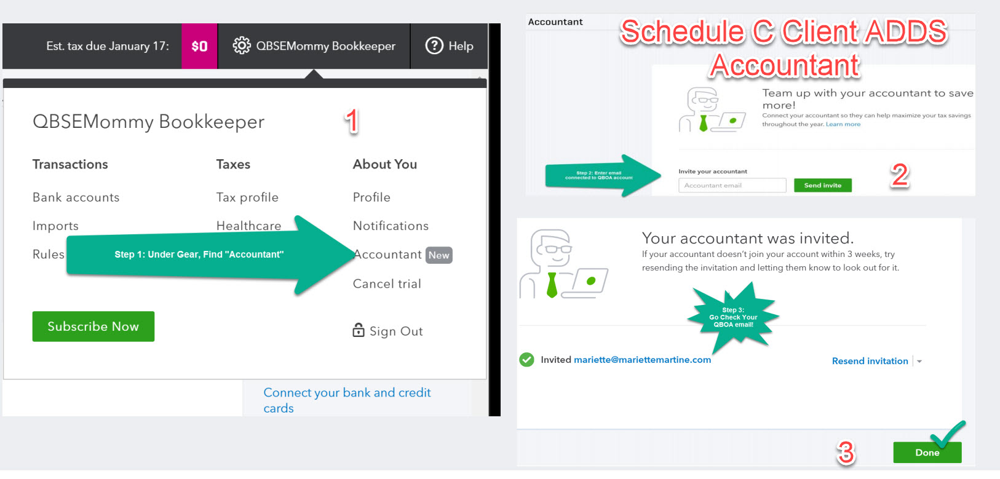 Est. tax due January 17:
$0
QBSEMommy Bookkeeper
Help
QBSEMommy Bookkeeper
1
Transactions
Taxes
About You
Bank accounts
Tax profile
Profile
Imports
Healthcare
Notifications
Rules
Step 1: Under Gear, Find "Accountant"
Accountant New
Cancel trial
Subscribe Now
Sign Out
Connect your bank and credit
cards
Accountant
Schedule C Client ADDS
Accountant
Team up with your accountant to save
more!
Connect your accountant so they can help maximize your tax savings
throughout the year. Learn more
Step 2: Enter email
connected to QBOA account
Invite your accountant
Accountant email
Send invite
2
Your accountant was invited.
If your accountant doesn't join your account within 3 weeks, try
resending the invitation and letting them know to look out for it.
Step 3:
Go Check Your
QBOA email!
Invited mariette@mariettemartine.com
Resend invitation
3
Done